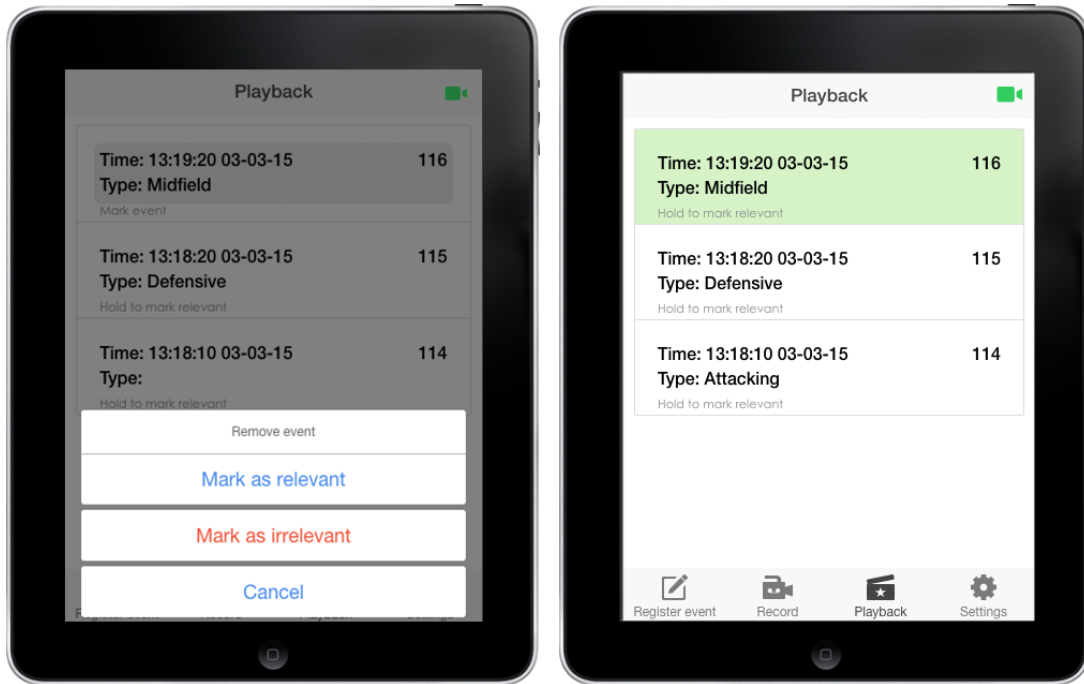 Playback
Time: 13:19:20 03-03-15 116
Type: Midfield
Mark event
Time: 13:18:20 03-03-15 115
Type: Defensive
Hold to mark relevant
Time: 13:18:10 03-03-15 114
Type:
Hold to mark relevant
Remove event
Mark as relevant
Mark as irrelevant
Cancel
Playback
Time: 13:19:20 03-03-15 116
Type: Midfield
Hold to mark relevant
Time: 13:18:20 03-03-15 115
Type: Defensive
Hold to mark relevant
Time: 13:18:10 03-03-15 114
Type: Attacking
Hold to mark relevant
Register event Record Playback Settings